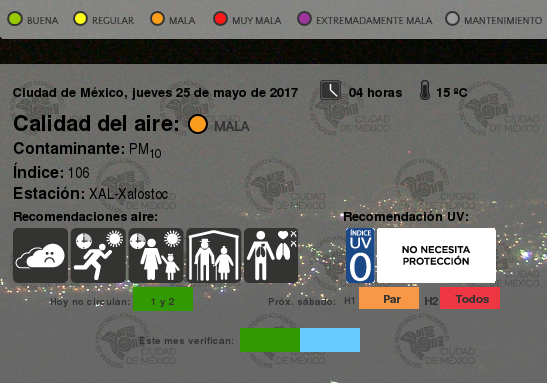 BUENA REGULAR MALA MUY MALA EXTREMADAMENTE MALA MANTENIMIENTO
Ciudad de México, jueves 25 de mayo de 2017 04 horas 15 ºC
Calidad del aire: MALA
Contaminante: PM10
Índice: 106
Estación: XAL-Xalostoc
Recomendaciones aire: Recomendación UV:
ÍNDICE
UV
0
NO NECESITA
PROTECCIÓN
Hoy no circulan: 1 y 2 Próx. sábado: H1 Par H2 Todos
Este mes verifican:
CIUDAD
DE MÉXICO